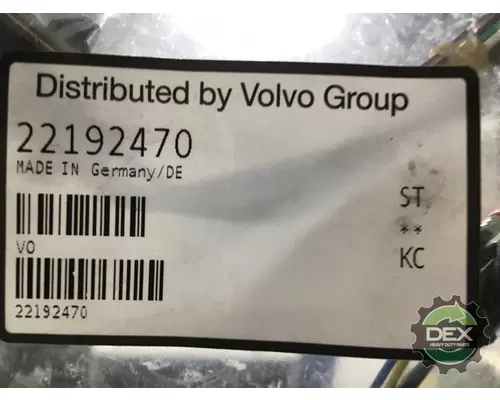 Distributed by Volvo Group
22192470
MADE IN Germany/DE
ST
**
KC
VO
22192470
DEX
HEAVY DUTY PARTS